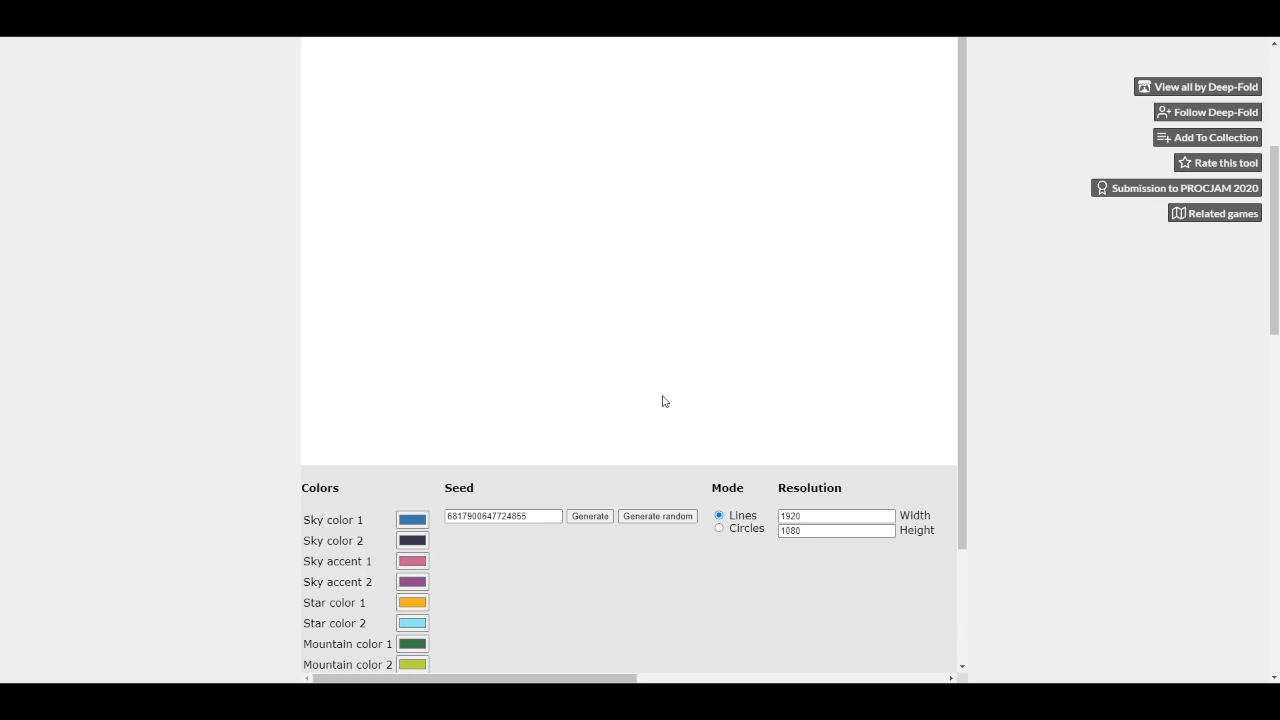 View all by Deep-Fold
Follow Deep-Fold
Add To Collection
Rate this tool
Submission to PROCJAM 2020
Related games
Colors
Seed
Mode
Resolution
6817900647724855
Generate
Generate random
Lines
Circles
1920
Width
1080
Height
Sky color 1
Sky color 2
Sky accent 1
Sky accent 2
Star color 1
Star color 2
Mountain color 1
Mountain color 2